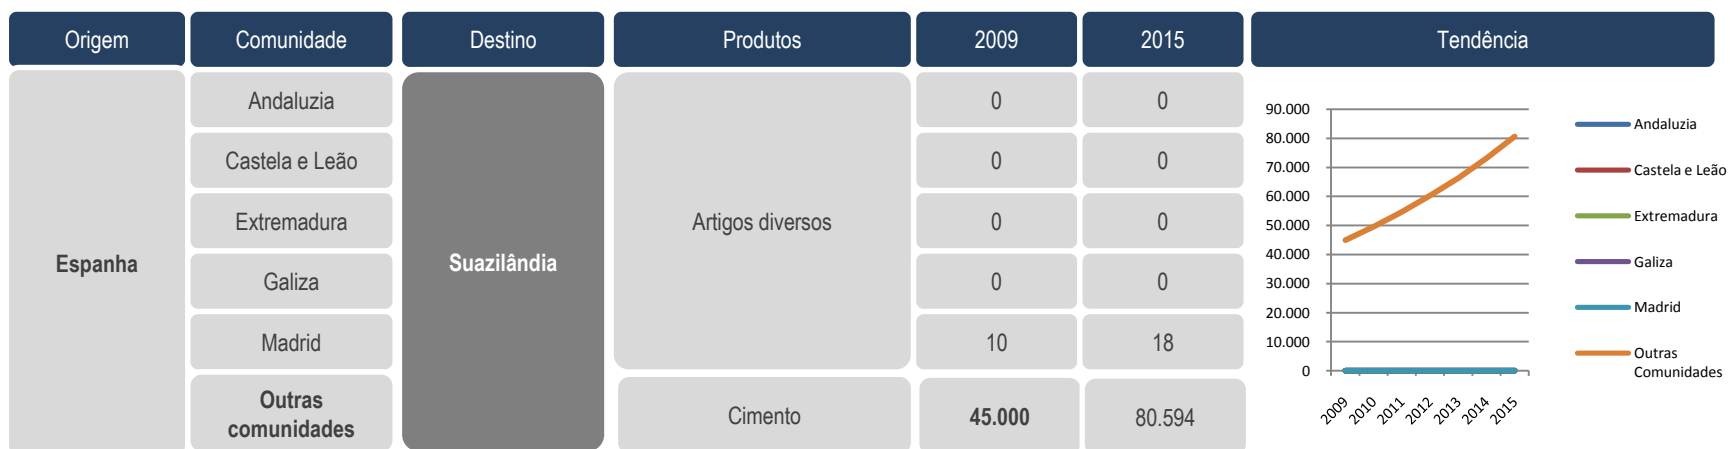 Origem Comunidade Destino Produtos 2009 2015 Tendência
Andaluzia 0 0
Castela e Leão 0 0
Extremadura 0 0
Galiza 0 0
Madrid 10 18
Espanha
Suazilândia
Artigos diversos
Outras
comunidades
Cimento 45.000 80.594
90.000
80.000
70.000
60.000
50.000
40.000
30.000
20.000
10.000
0
2009 2010 2011 2012 2013 2014 2015
Andaluzia
Castela e Leão
Extremadura
Galiza
Madrid
Outras
Comunidades